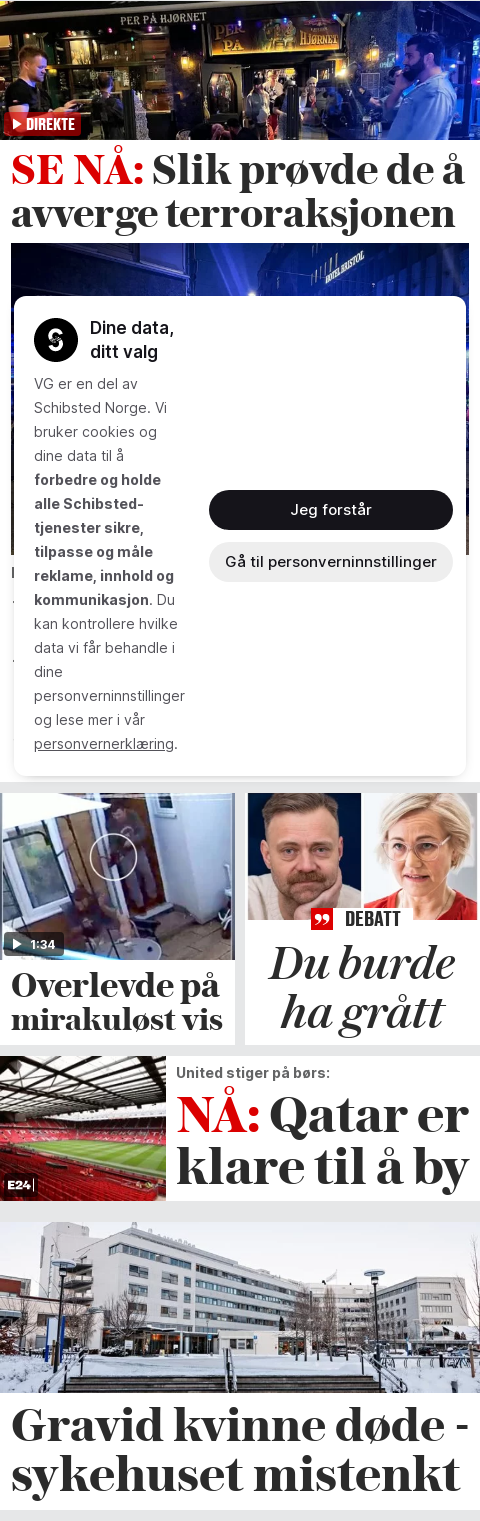 PER PÅ HJØRNET
PER
PÅ
HJØRNET
DIREKTE
SE NÅ: Slik prøvde de å
avverge terroraksjonen
HOTEL BRISTOL
Dine data,
ditt valg
VG er en del av
Schibsted Norge. Vi
bruker cookies og
dine data til å
forbedre og holde
alle Schibsted-
tjenester sikre,
tilpasse og måle
reklame, innhold og
kommunikasjon. Du
kan kontrollere hvilke
data vi får behandle i
dine
personverninnstillinger
og lese mer i vår
personvernerklæring.
Jeg forstår
Gå til personverninnstillinger
1:34
Overlevde på
mirakuløst vis
DEBATT
Du burde
ha grått
United stiger på børs:
NÅ: Qatar er
klare til å by
E24
Gravid kvinne døde -
sykehuset mistenkt